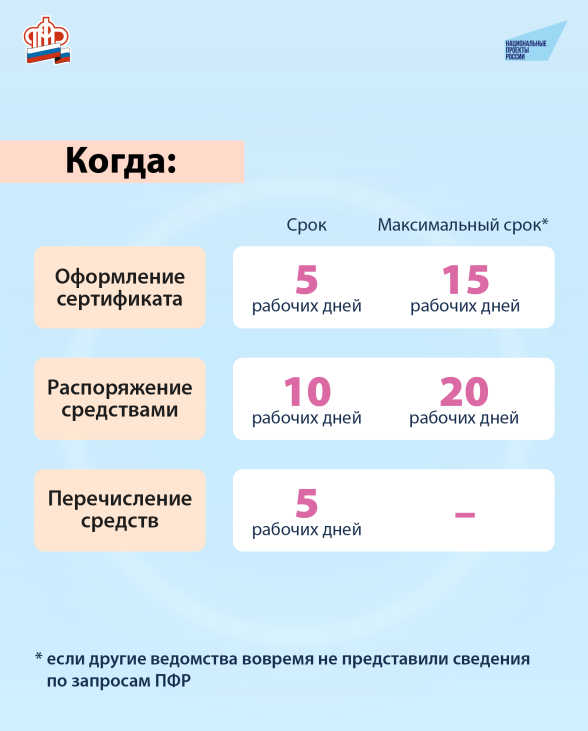 ПФР
НАЦИОНАЛЬНЫЕ
ПРОЕКТЫ
РОССИИ
Когда:
Срок Максимальный срок*
Оформление
сертификата
5 15
рабочих дней рабочих дней
Распоряжение
средствами
10 20
рабочих дней рабочих дней
Перечисление
средств
5 –
рабочих дней
* если другие ведомства вовремя не представили сведения
по запросам ПФР